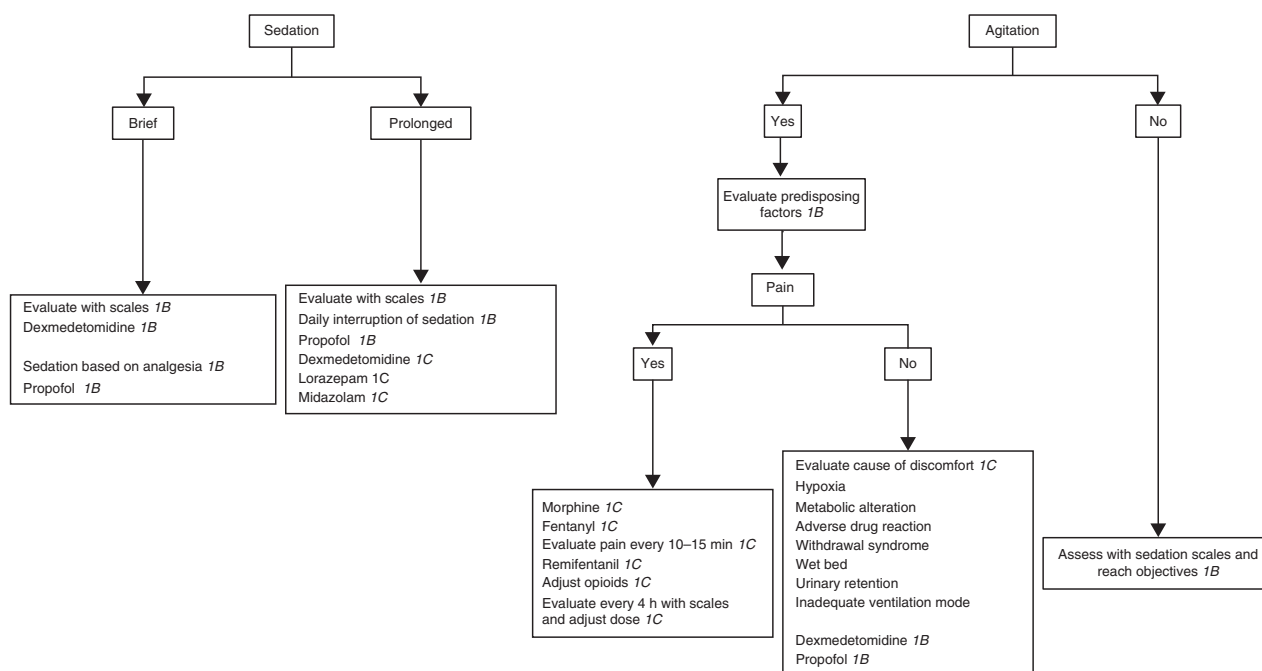 Sedation
Brief
Prolonged
Evaluate with scales 1B
Dexmedetomidine 1B
Sedation based on analgesia 1B
Propofol 1B
Evaluate with scales 1B
Daily interruption of sedation 1B
Propofol 1B
Dexmedetomidine 1C
Lorazepam 1C
Midazolam 1C
Agitation
Yes
No
Evaluate predisposing
factors 1B
Pain
Yes
No
Morphine 1C
Fentanyl 1C
Evaluate pain every 10–15 min 1C
Remifentanil 1C
Adjust opioids 1C
Evaluate every 4 h with scales
and adjust dose 1C
Evaluate cause of discomfort 1C
Hypoxia
Metabolic alteration
Adverse drug reaction
Withdrawal syndrome
Wet bed
Urinary retention
Inadequate ventilation mode
Dexmedetomidine 1B
Propofol 1B
Assess with sedation scales and
reach objectives 1B